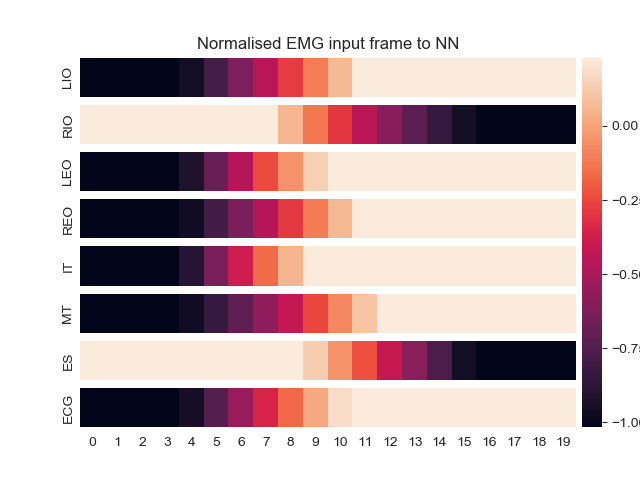 Normalised EMG input frame to NN
LIO
RIO
LEO
REO
IT
MT
ES
ECG
0 1 2 3 4 5 6 7 8 9 10 11 12 13 14 15 16 17 18 19
0.00
−0.25
−0.50
−0.75
−1.00